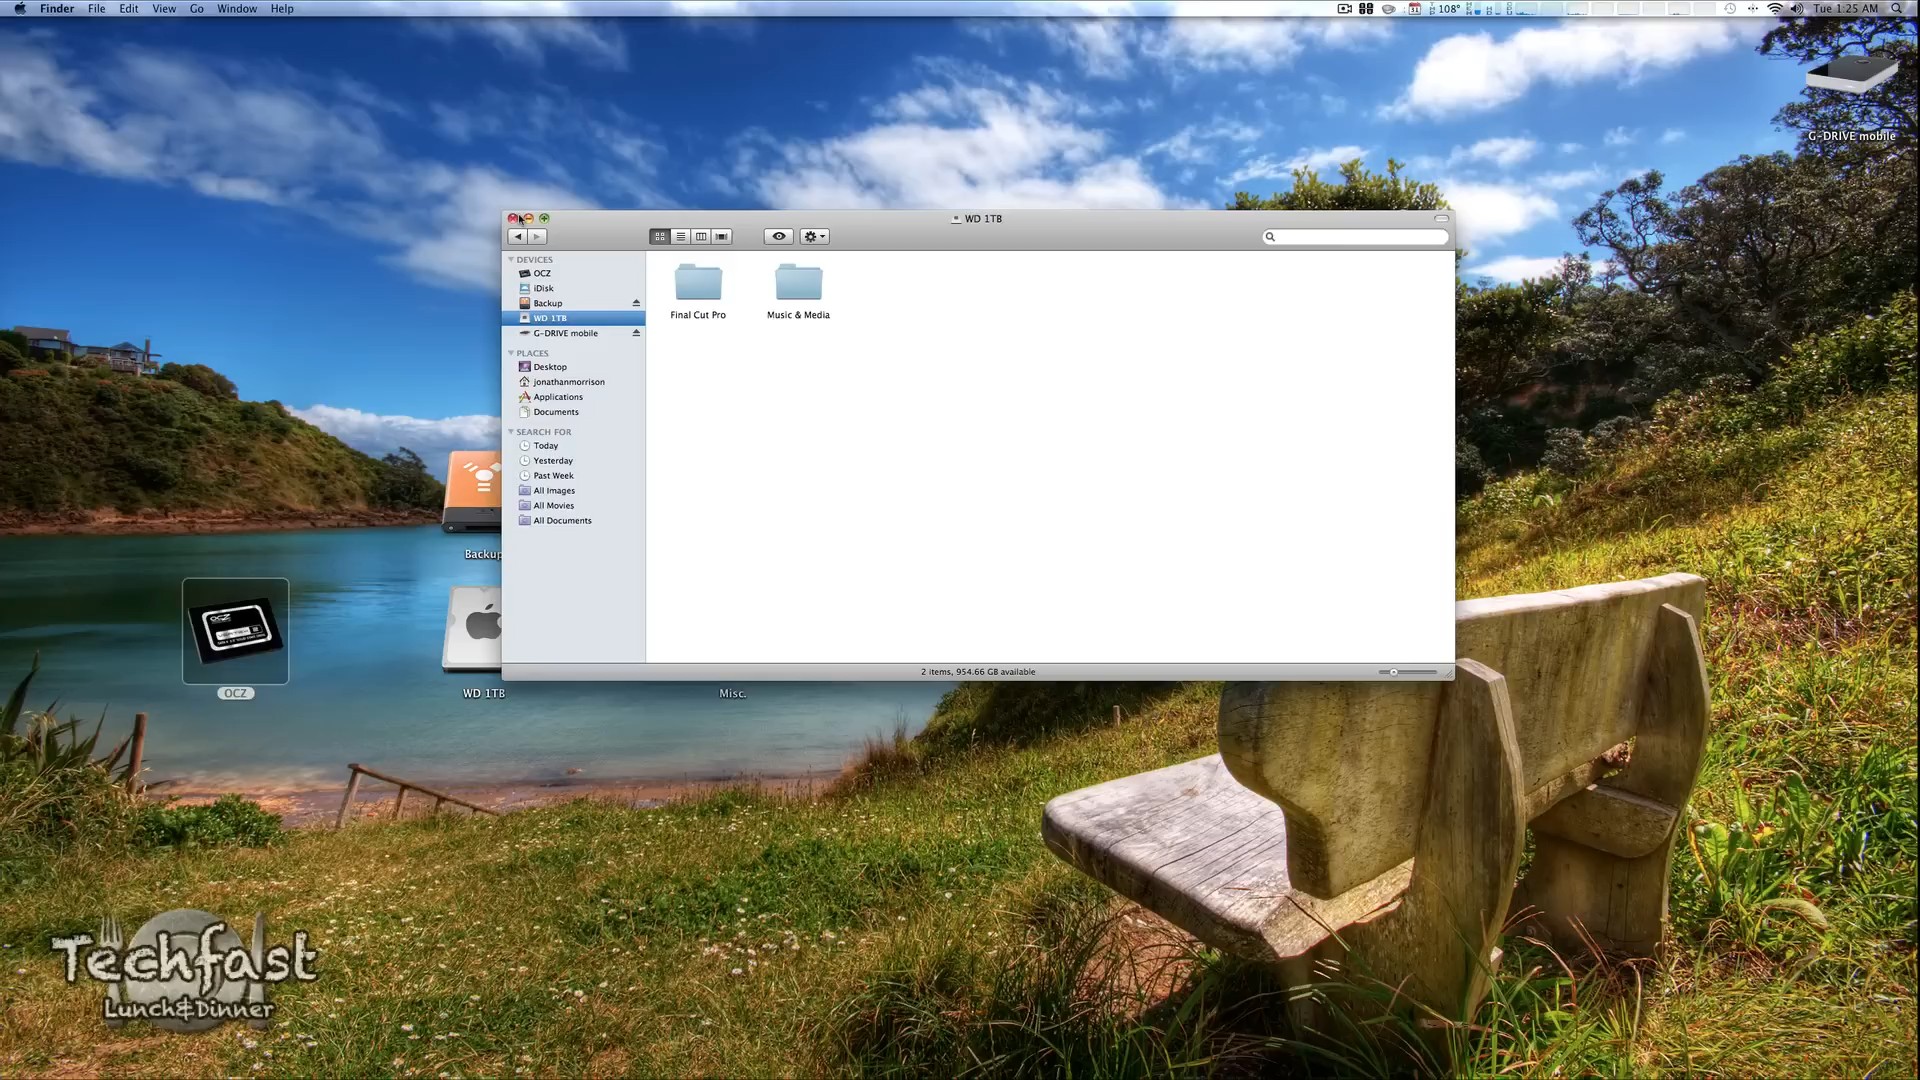 Finder File Edit View Go Window Help
31 108° Tue 1:25 AM
G-DRIVE mobile
WD 1TB
DEVICES
OCZ
iDisk
Backup
WD 1TB
G-DRIVE mobile
PLACES
Desktop
jonathanmorrison
Applications
Documents
SEARCH FOR
Today
Yesterday
Past Week
All Images
All Movies
All Documents
Final Cut Pro
Music & Media
2 items, 954.66 GB available
Backup
OCZ
OCZ
WD 1TB
Misc.
Techfast
Lunch&Dinner